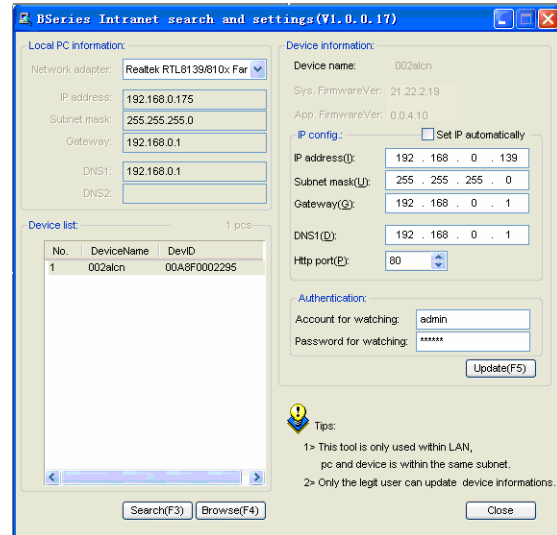 BSeries Intranet search and settings(V1.0.0.17)
Local PC information:
Network adapter: Realtek RTL8139/810x Far
IP address: 192.168.0.175
Subnet mask: 255.255.255.0
Gateway: 192.168.0.1
DNS1: 192.168.0.1
DNS2:
Device list: 1 pcs
No. DeviceName DevID
1 002alcn 00A8F0002295
Search(F3) Browse(F4)
Device information:
Device name: 002alcn
Sys. FirmwareVer: 21.22.2.19
App. FirmwareVer: 0.0.4.10
IP config.: Set IP automatically
IP address(I): 192 . 168 . 0 . 139
Subnet mask(U): 255 . 255 . 255 . 0
Gateway(G): 192 . 168 . 0 . 1
DNS1(D): 192 . 168 . 0 . 1
Http port(P): 80
Authentication:
Account for watching: admin
Password for watching: ******
Update(F5)
Tips:
1> This tool is only used within LAN,
pc and device is within the same subnet.
2> Only the legit user can update device informations.
Close